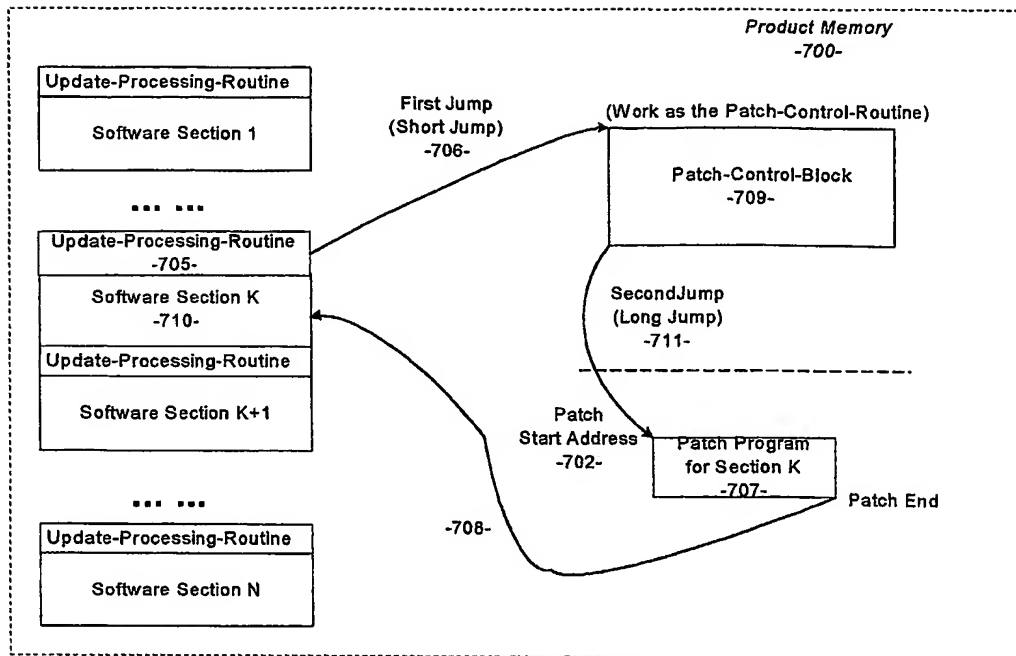 Product Memory
-700-
Update-Processing-Routine
Software Section 1
... ...
Update-Processing-Routine
-705-
Software Section K
-710-
Update-Processing-Routine
Software Section K+1
... ...
Update-Processing-Routine
Software Section N
First Jump
(Short Jump)
-706-
(Work as the Patch-Control-Routine)
Patch-Control-Block
-709-
SecondJump
(Long Jump)
-711-
Patch
Start Address
-702-
Patch Program
for Section K
-707-
Patch End
-708-